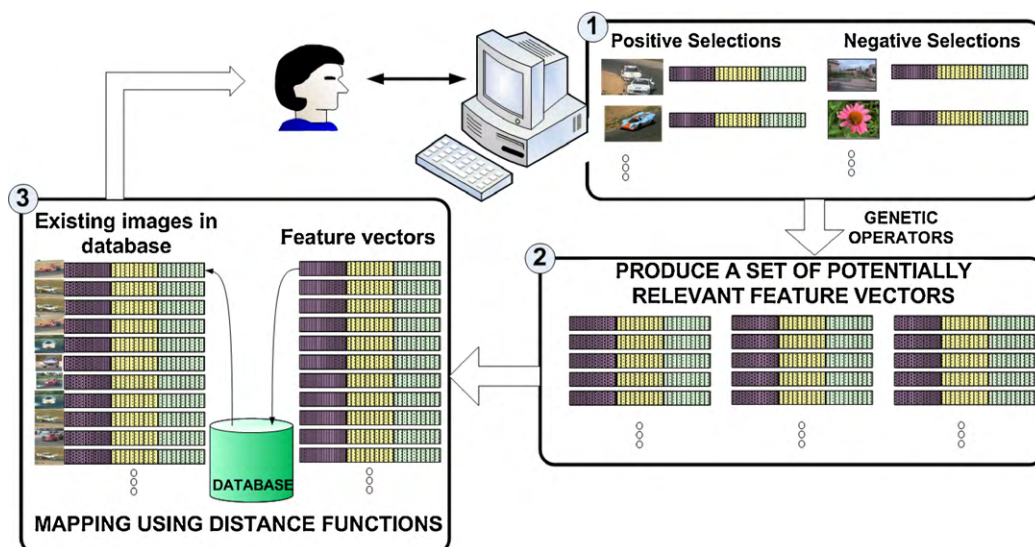 1
Positive Selections
Negative Selections
GENETIC
OPERATORS
2
PRODUCE A SET OF POTENTIALLY
RELEVANT FEATURE VECTORS
3
Existing images in
database
Feature vectors
DATABASE
MAPPING USING DISTANCE FUNCTIONS